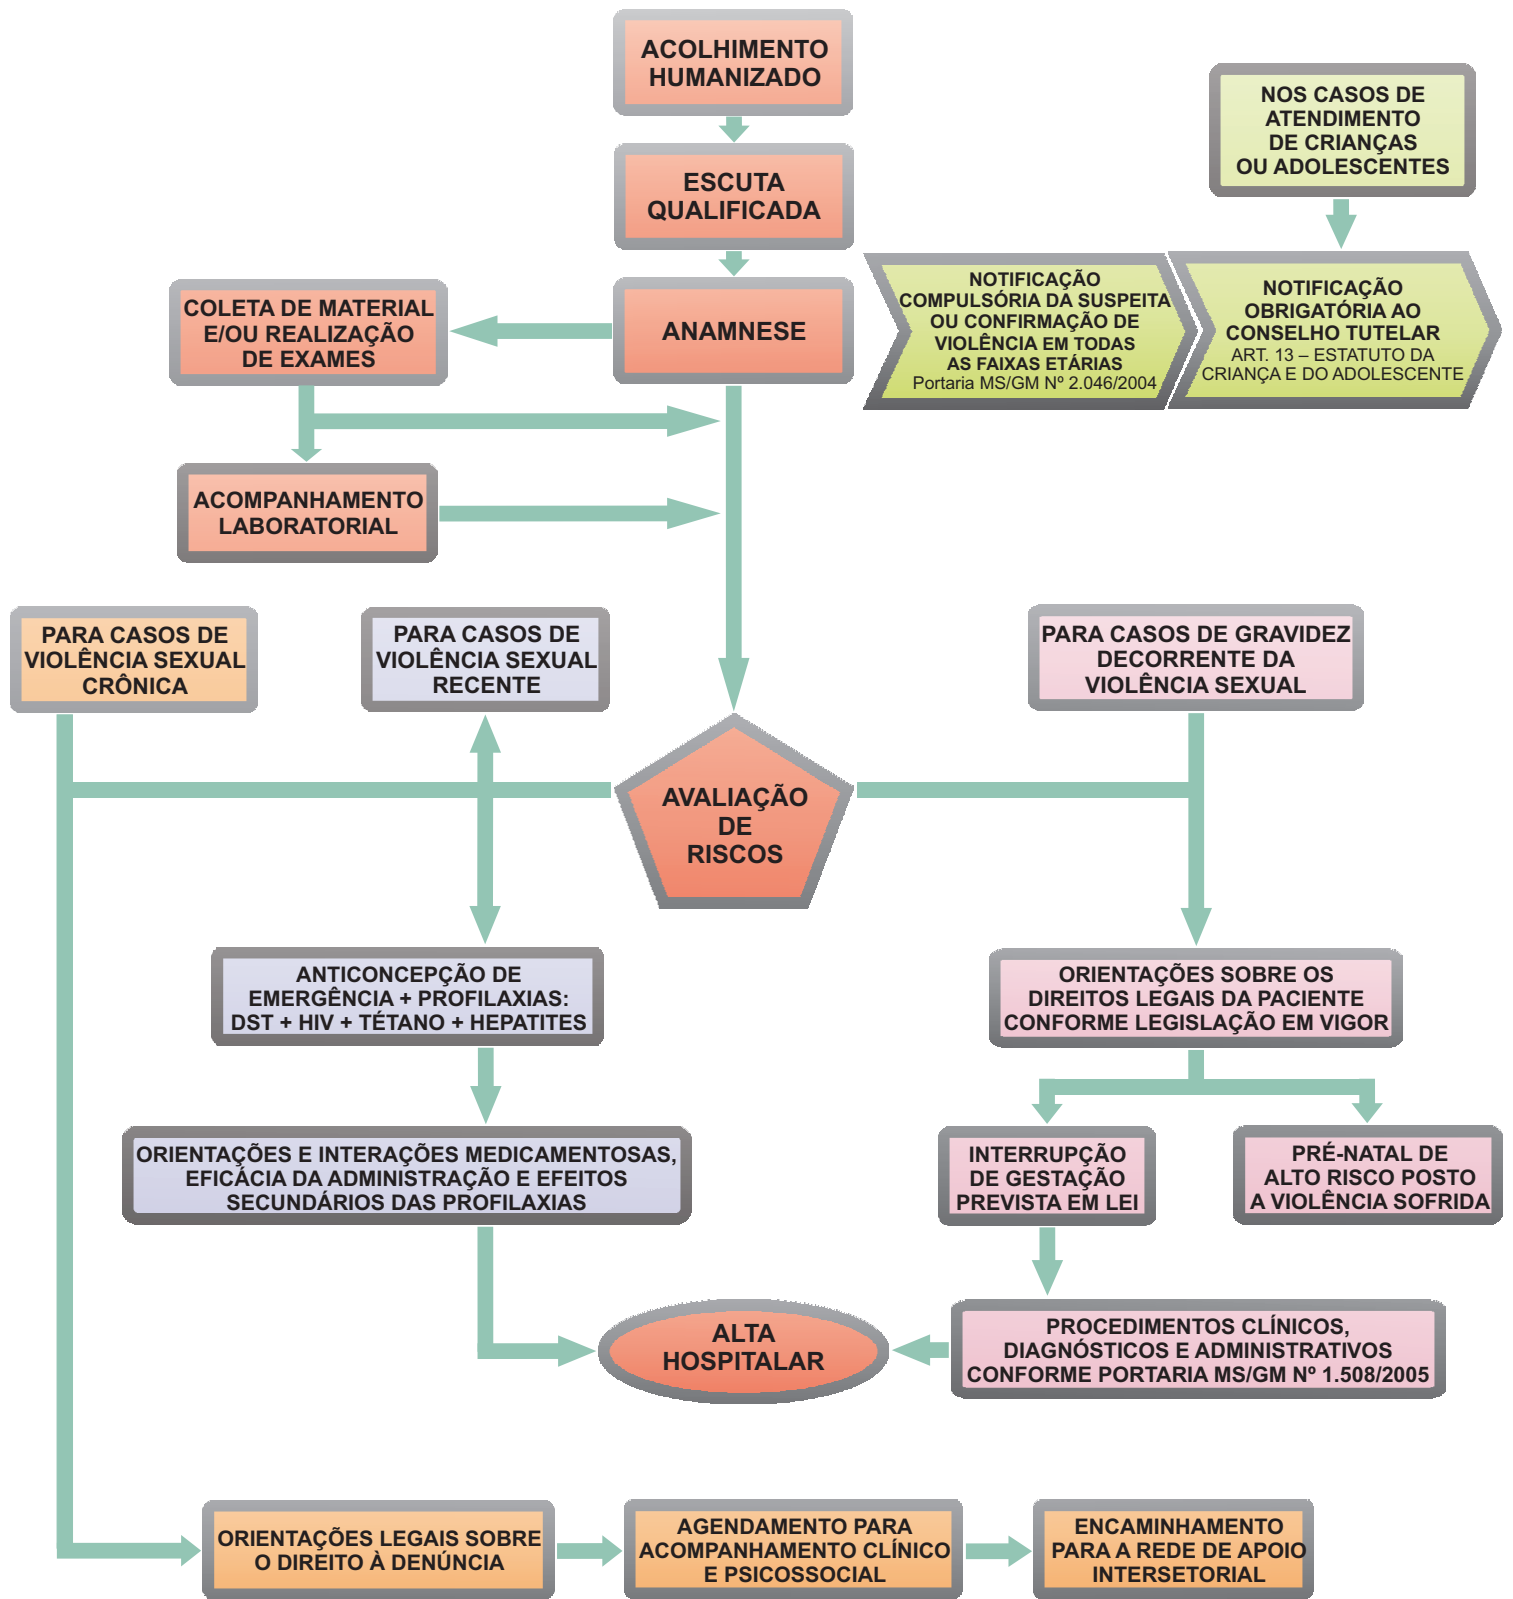 ACOLHIMENTO
HUMANIZADO
NOS CASOS DE
ATENDIMENTO
DE CRIANÇAS
OU ADOLESCENTES
ESCUTA
QUALIFICADA
ANAMNESE
COLETA DE MATERIAL
E/OU REALIZAÇÃO
DE EXAMES
NOTIFICAÇÃO
COMPULSÓRIA DA SUSPEITA
OU CONFIRMAÇÃO DE
VIOLÊNCIA EM TODAS
AS FAIXAS ETÁRIAS
Portaria MS/GM Nº 2.046/2004
NOTIFICAÇÃO
OBRIGATÓRIA AO
CONSELHO TUTELAR
ART. 13 – ESTATUTO DA
CRIANÇA E DO ADOLESCENTE
ACOMPANHAMENTO
LABORATORIAL
PARA CASOS DE
VIOLÊNCIA SEXUAL
CRÔNICA
PARA CASOS DE
VIOLÊNCIA SEXUAL
RECENTE
PARA CASOS DE GRAVIDEZ
DECORRENTE DA
VIOLÊNCIA SEXUAL
AVALIAÇÃO
DE
RISCOS
ANTICONCEPÇÃO DE
EMERGÊNCIA + PROFILAXIAS:
DST + HIV + TÉTANO + HEPATITES
ORIENTAÇÕES SOBRE OS
DIREITOS LEGAIS DA PACIENTE
CONFORME LEGISLAÇÃO EM VIGOR
ORIENTAÇÕES E INTERAÇÕES MEDICAMENTOSAS,
EFICÁCIA DA ADMINISTRAÇÃO E EFEITOS
SECUNDÁRIOS DAS PROFILAXIAS
INTERRUPÇÃO
DE GESTAÇÃO
PREVISTA EM LEI
PRÉ-NATAL DE
ALTO RISCO POSTO
A VIOLÊNCIA SOFRIDA
ALTA
HOSPITALAR
PROCEDIMENTOS CLÍNICOS,
DIAGNÓSTICOS E ADMINISTRATIVOS
CONFORME PORTARIA MS/GM Nº 1.508/2005
ORIENTAÇÕES LEGAIS SOBRE
O DIREITO À DENÚNCIA
AGENDAMENTO PARA
ACOMPANHAMENTO CLÍNICO
E PSICOSSOCIAL
ENCAMINHAMENTO
PARA A REDE DE APOIO
INTERSETORIAL